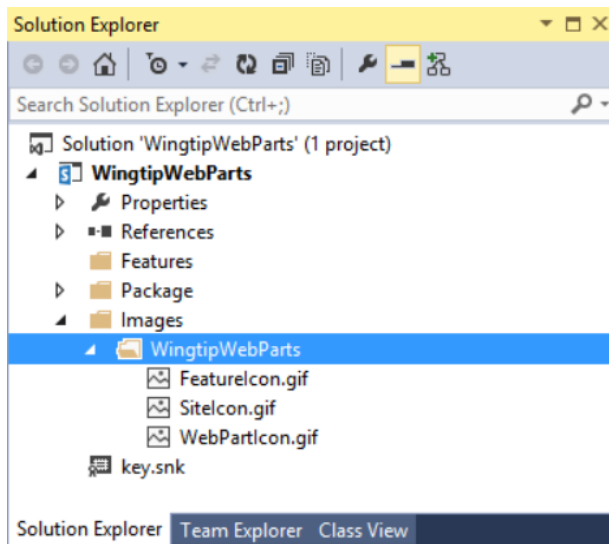 Solution Explorer
Search Solution Explorer (Ctrl+;)
Solution 'WingtipWebParts' (1 project)
WingtipWebParts
Properties
References
Features
Package
Images
WingtipWebParts
FeatureIcon.gif
SiteIcon.gif
WebPartIcon.gif
key.snk
Solution Explorer Team Explorer Class View